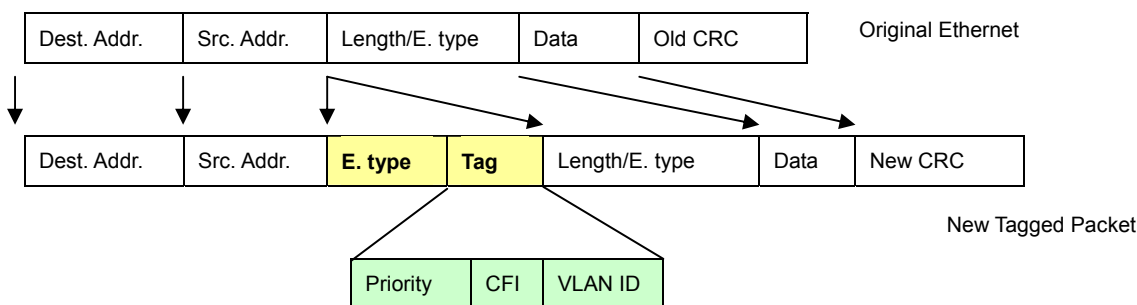 Dest. Addr. Src. Addr. Length/E. type Data Old CRC Original Ethernet
Dest. Addr. Src. Addr. E. type Tag Length/E. type Data New CRC
New Tagged Packet
Priority CFI VLAN ID